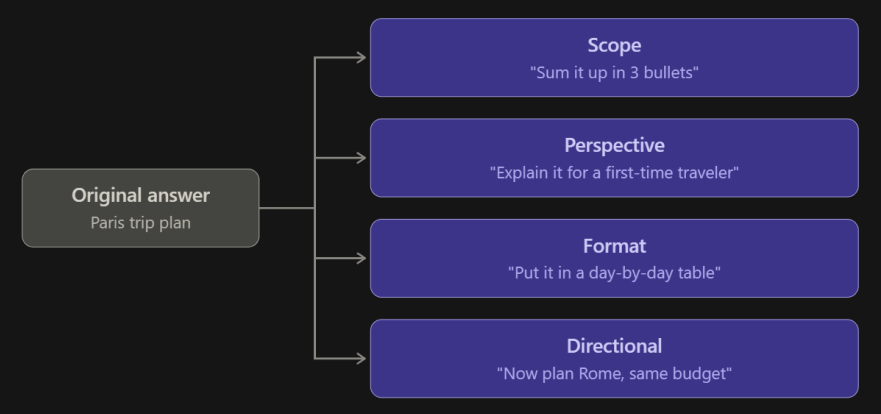 Original answer
Paris trip plan
Scope
"Sum it up in 3 bullets"
Perspective
"Explain it for a first-time traveler"
Format
"Put it in a day-by-day table"
Directional
"Now plan Rome, same budget"